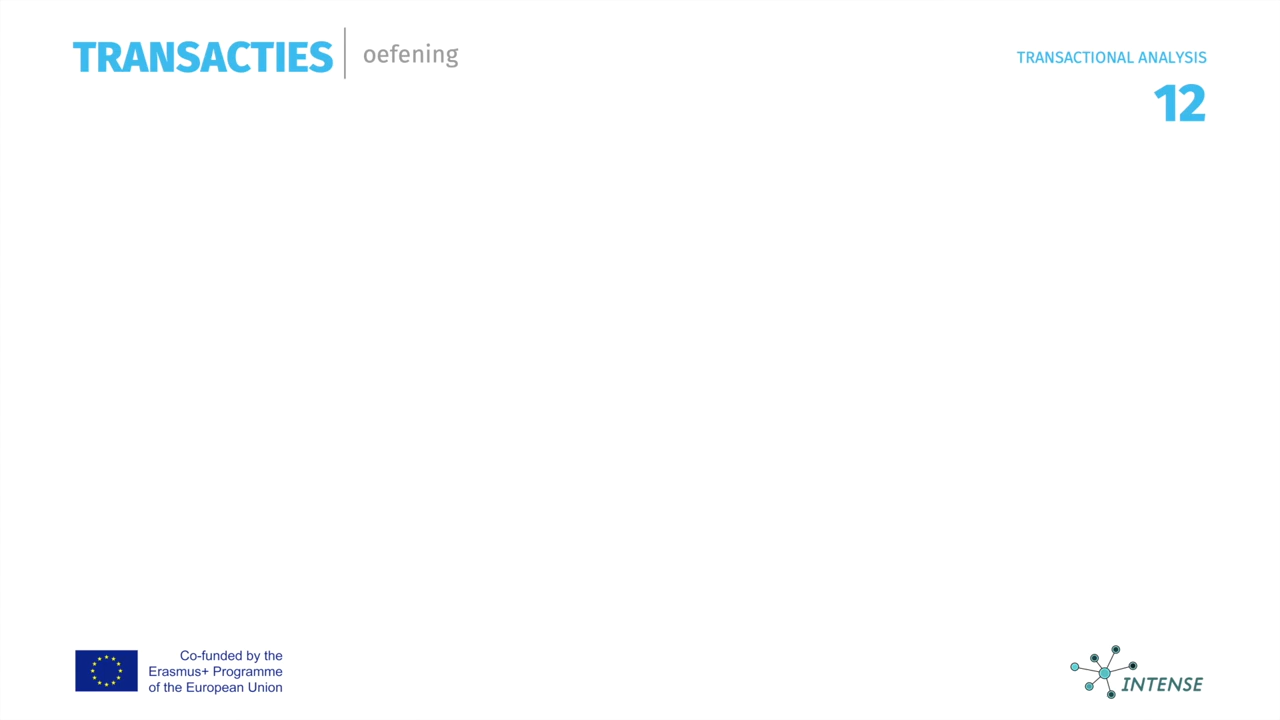 TRANSACTIES
oefening
TRANSACTIONAL ANALYSIS
12
Co-funded by the
Erasmus+ Programme
of the European Union
INTENSE